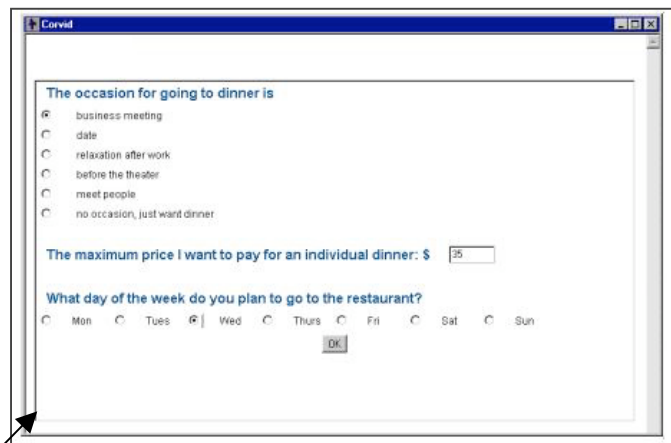 Corvid
The occasion for going to dinner is
business meeting
date
relaxation after work
before the theater
meet people
no occasion, just want dinner
The maximum price I want to pay for an individual dinner: $ 35
What day of the week do you plan to go to the restaurant?
Mon Tues Wed Thurs Fri Sat Sun
OK